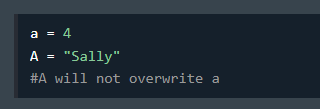 a = 4
A = "Sally"
#A will not overwrite a